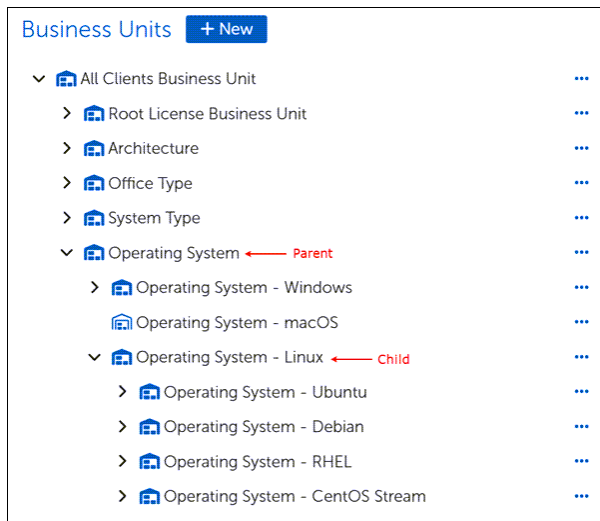 Business Units + New
All Clients Business Unit
Root License Business Unit
Architecture
Office Type
System Type
Operating System Parent
Operating System - Windows
Operating System - macOS
Operating System - Linux Child
Operating System - Ubuntu
Operating System - Debian
Operating System - RHEL
Operating System - CentOS Stream